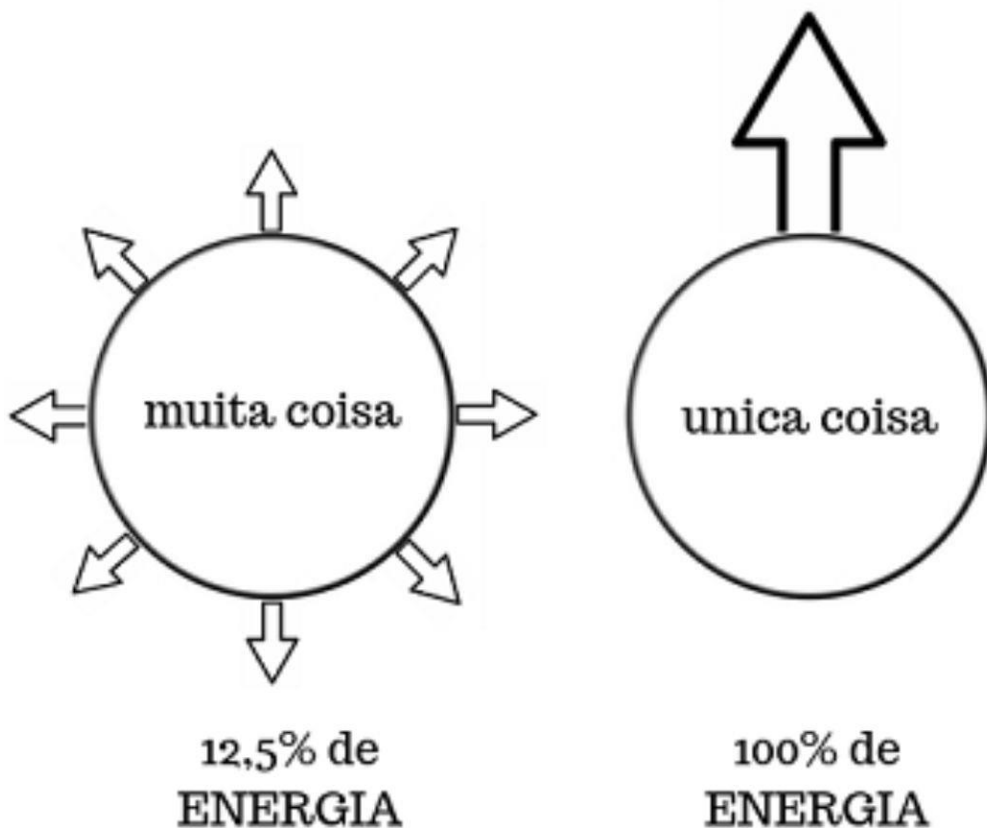 muita coisa
unica coisa
12,5% de
ENERGIA
100% de
ENERGIA